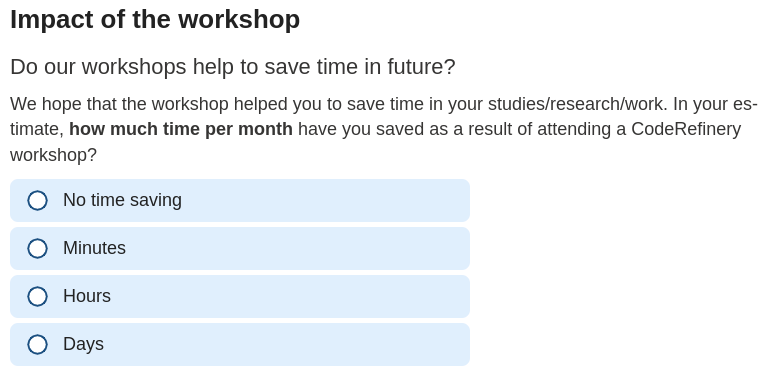 Impact of the workshop
Do our workshops help to save time in future?
We hope that the workshop helped you to save time in your studies/research/work. In your es-
timate, how much time per month have you saved as a result of attending a CodeRefinery
workshop?
No time saving
Minutes
Hours
Days